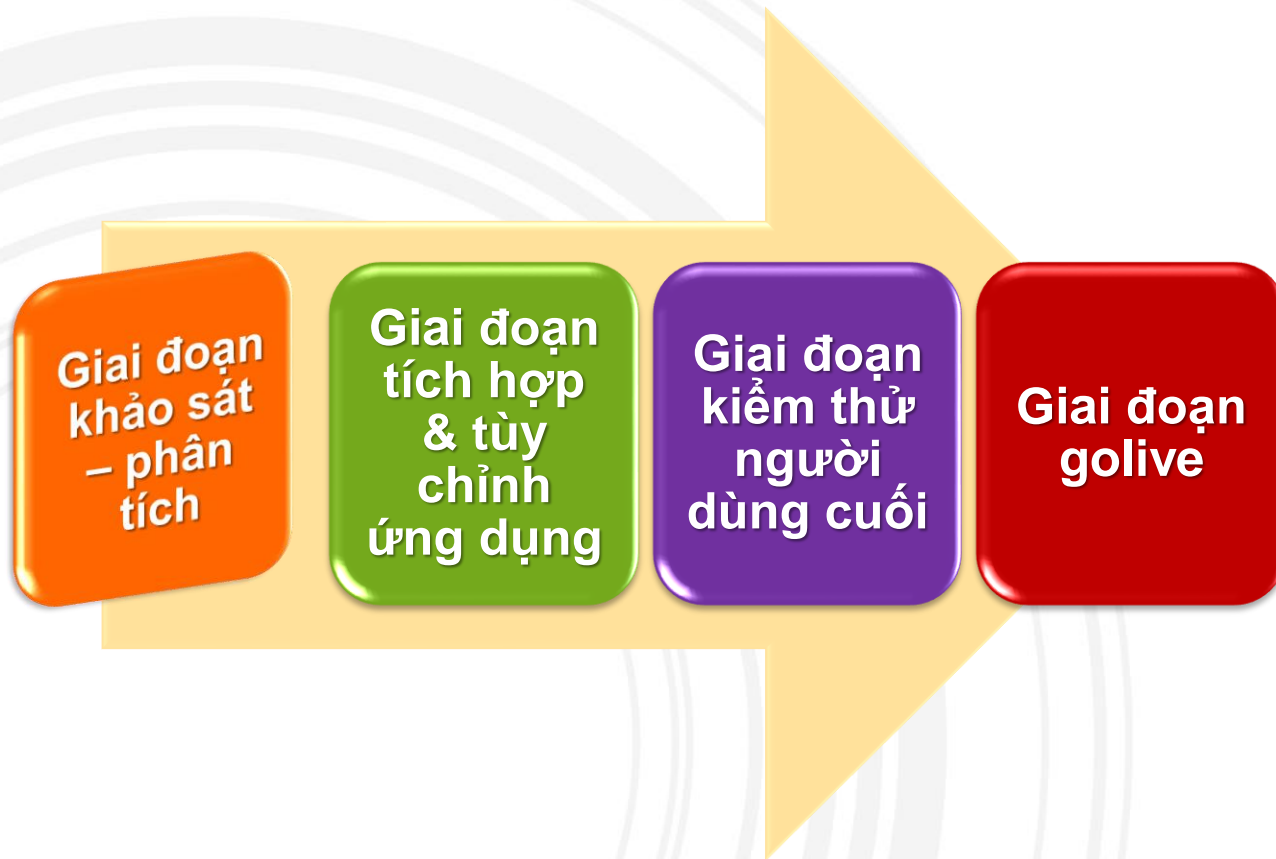 Giai đoạn
khảo sát
– phân
tích
Giai đoạn
tích hợp
& tùy
chỉnh
ứng dụng
Giai đoạn
kiểm thử
người
dùng cuối
Giai đoạn
golive